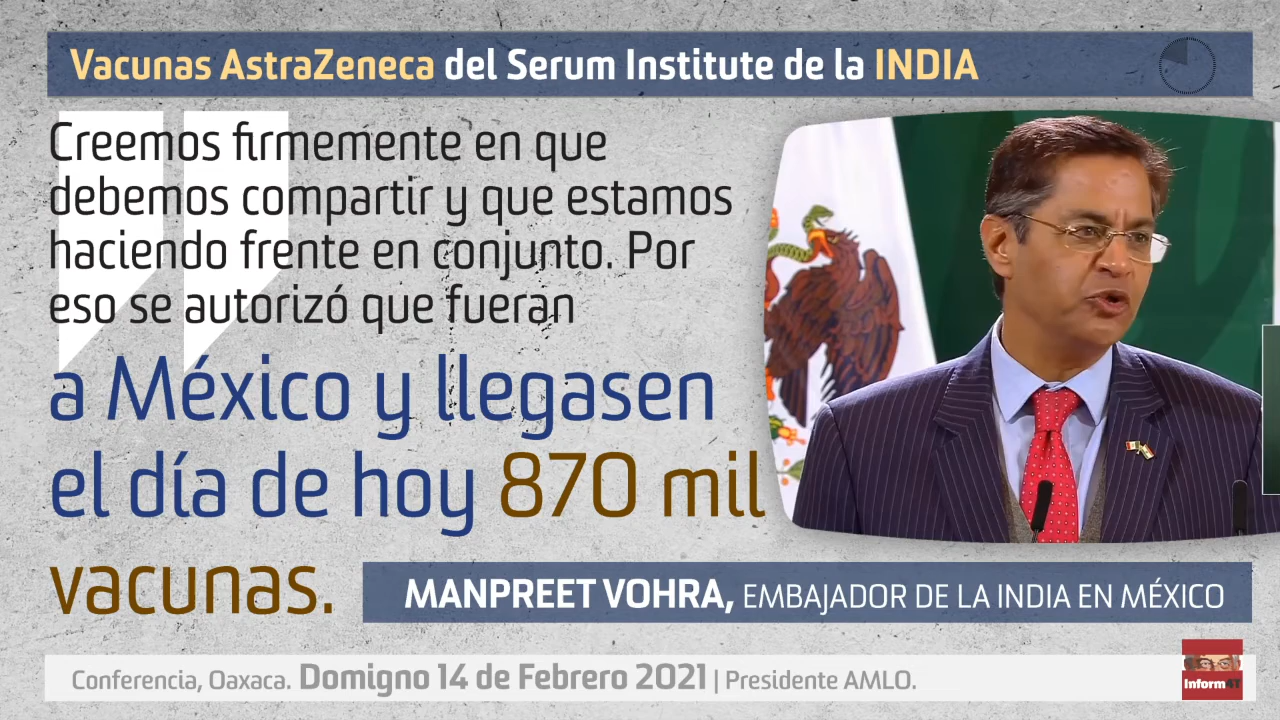 Vacunas AstraZeneca del Serum Institute de la INDIA
Creemos firmemente en que
debemos compartir y que estamos
haciendo frente en conjunto. Por
eso se autorizó que fueran
a México y llegasen
el día de hoy 870 mil
vacunas.
MANPREET VOHRA, EMBAJADOR DE LA INDIA EN MÉXICO
Conferencia, Oaxaca. Domigno 14 de Febrero 2021 | Presidente AMLO.
Inform4T